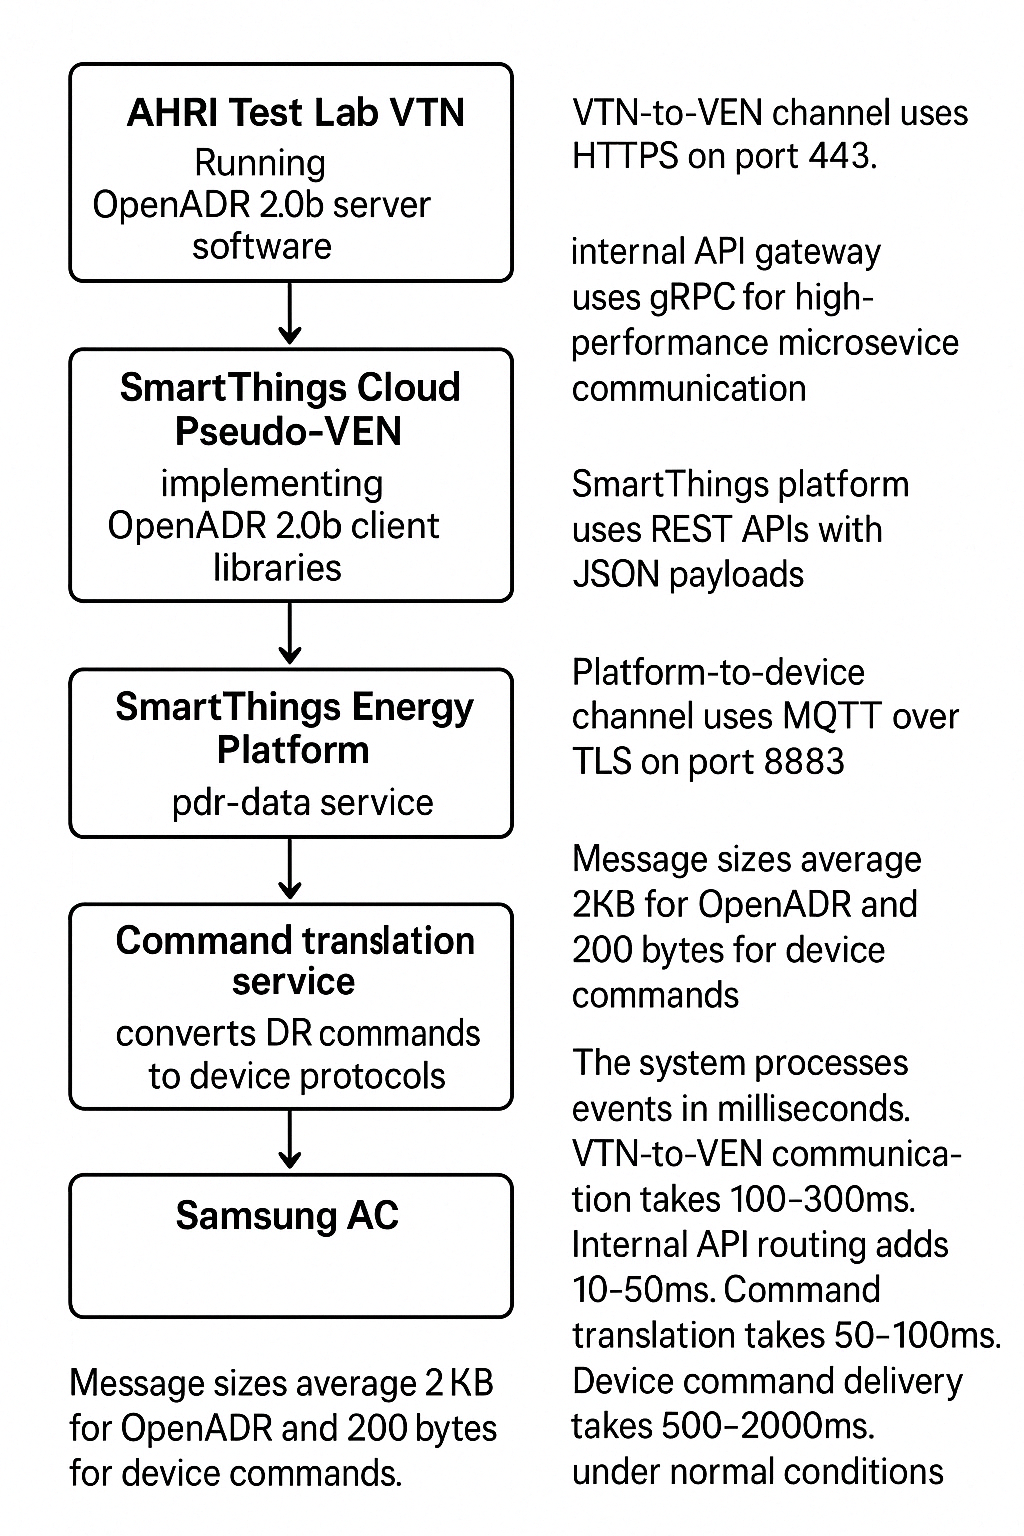 AHRI Test Lab VTN
Running
OpenADR 2.0b server
software
SmartThings Cloud
Pseudo-VEN
implementing
OpenADR 2.0b client
libraries
SmartThings Energy
Platform
pdr-data service
Command translation
service
converts DR commands
to device protocols
Samsung AC
Message sizes average 2 KB
for OpenADR and 200 bytes
for device commands.
VTN-to-VEN channel uses
HTTPS on port 443.
internal API gateway
uses gRPC for high-
performance microsevice
communication
SmartThings platform
uses REST APIs with
JSON payloads
Platform-to-device
channel uses MQTT over
TLS on port 8883
Message sizes average
2KB for OpenADR and
200 bytes for device
commands
The system processes
events in milliseconds.
VTN-to-VEN communica-
tion takes 100–300ms.
Internal API routing adds
10–50ms. Command
translation takes 50–100ms.
Device command delivery
takes 500–2000ms.
under normal conditions